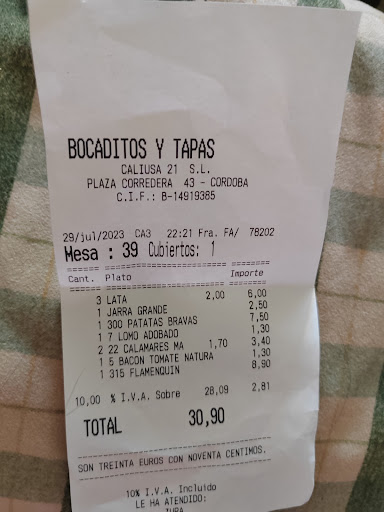 BOCADITOS Y TAPAS
CALIUSA 21 S.L.
PLAZA CORREDERA 43 - CORDOBA
C.I.F.: B-14919385
29/jul/2023 CA3 22:21 Fra. FA/ 78202
Mesa : 39 Cubiertos: 1
Cant. Plato Importe
3 LATA 2,00 6,00
1 JARRA GRANDE 2,50
1 300 PATATAS BRAVAS 7,50
1 7 LOMO ADOBADO 1,30
2 22 CALAMARES MA 1,70 3,40
1 5 BACON TOMATE NATURA 1,30
1 315 FLAMENQUIN 8,90
10,00 % I.V.A. Sobre 28,09 2,81
TOTAL 30,90
SON TREINTA EUROS CON NOVENTA CENTIMOS.
10% I.V.A. Incluido
LE HA ATENDIDO: